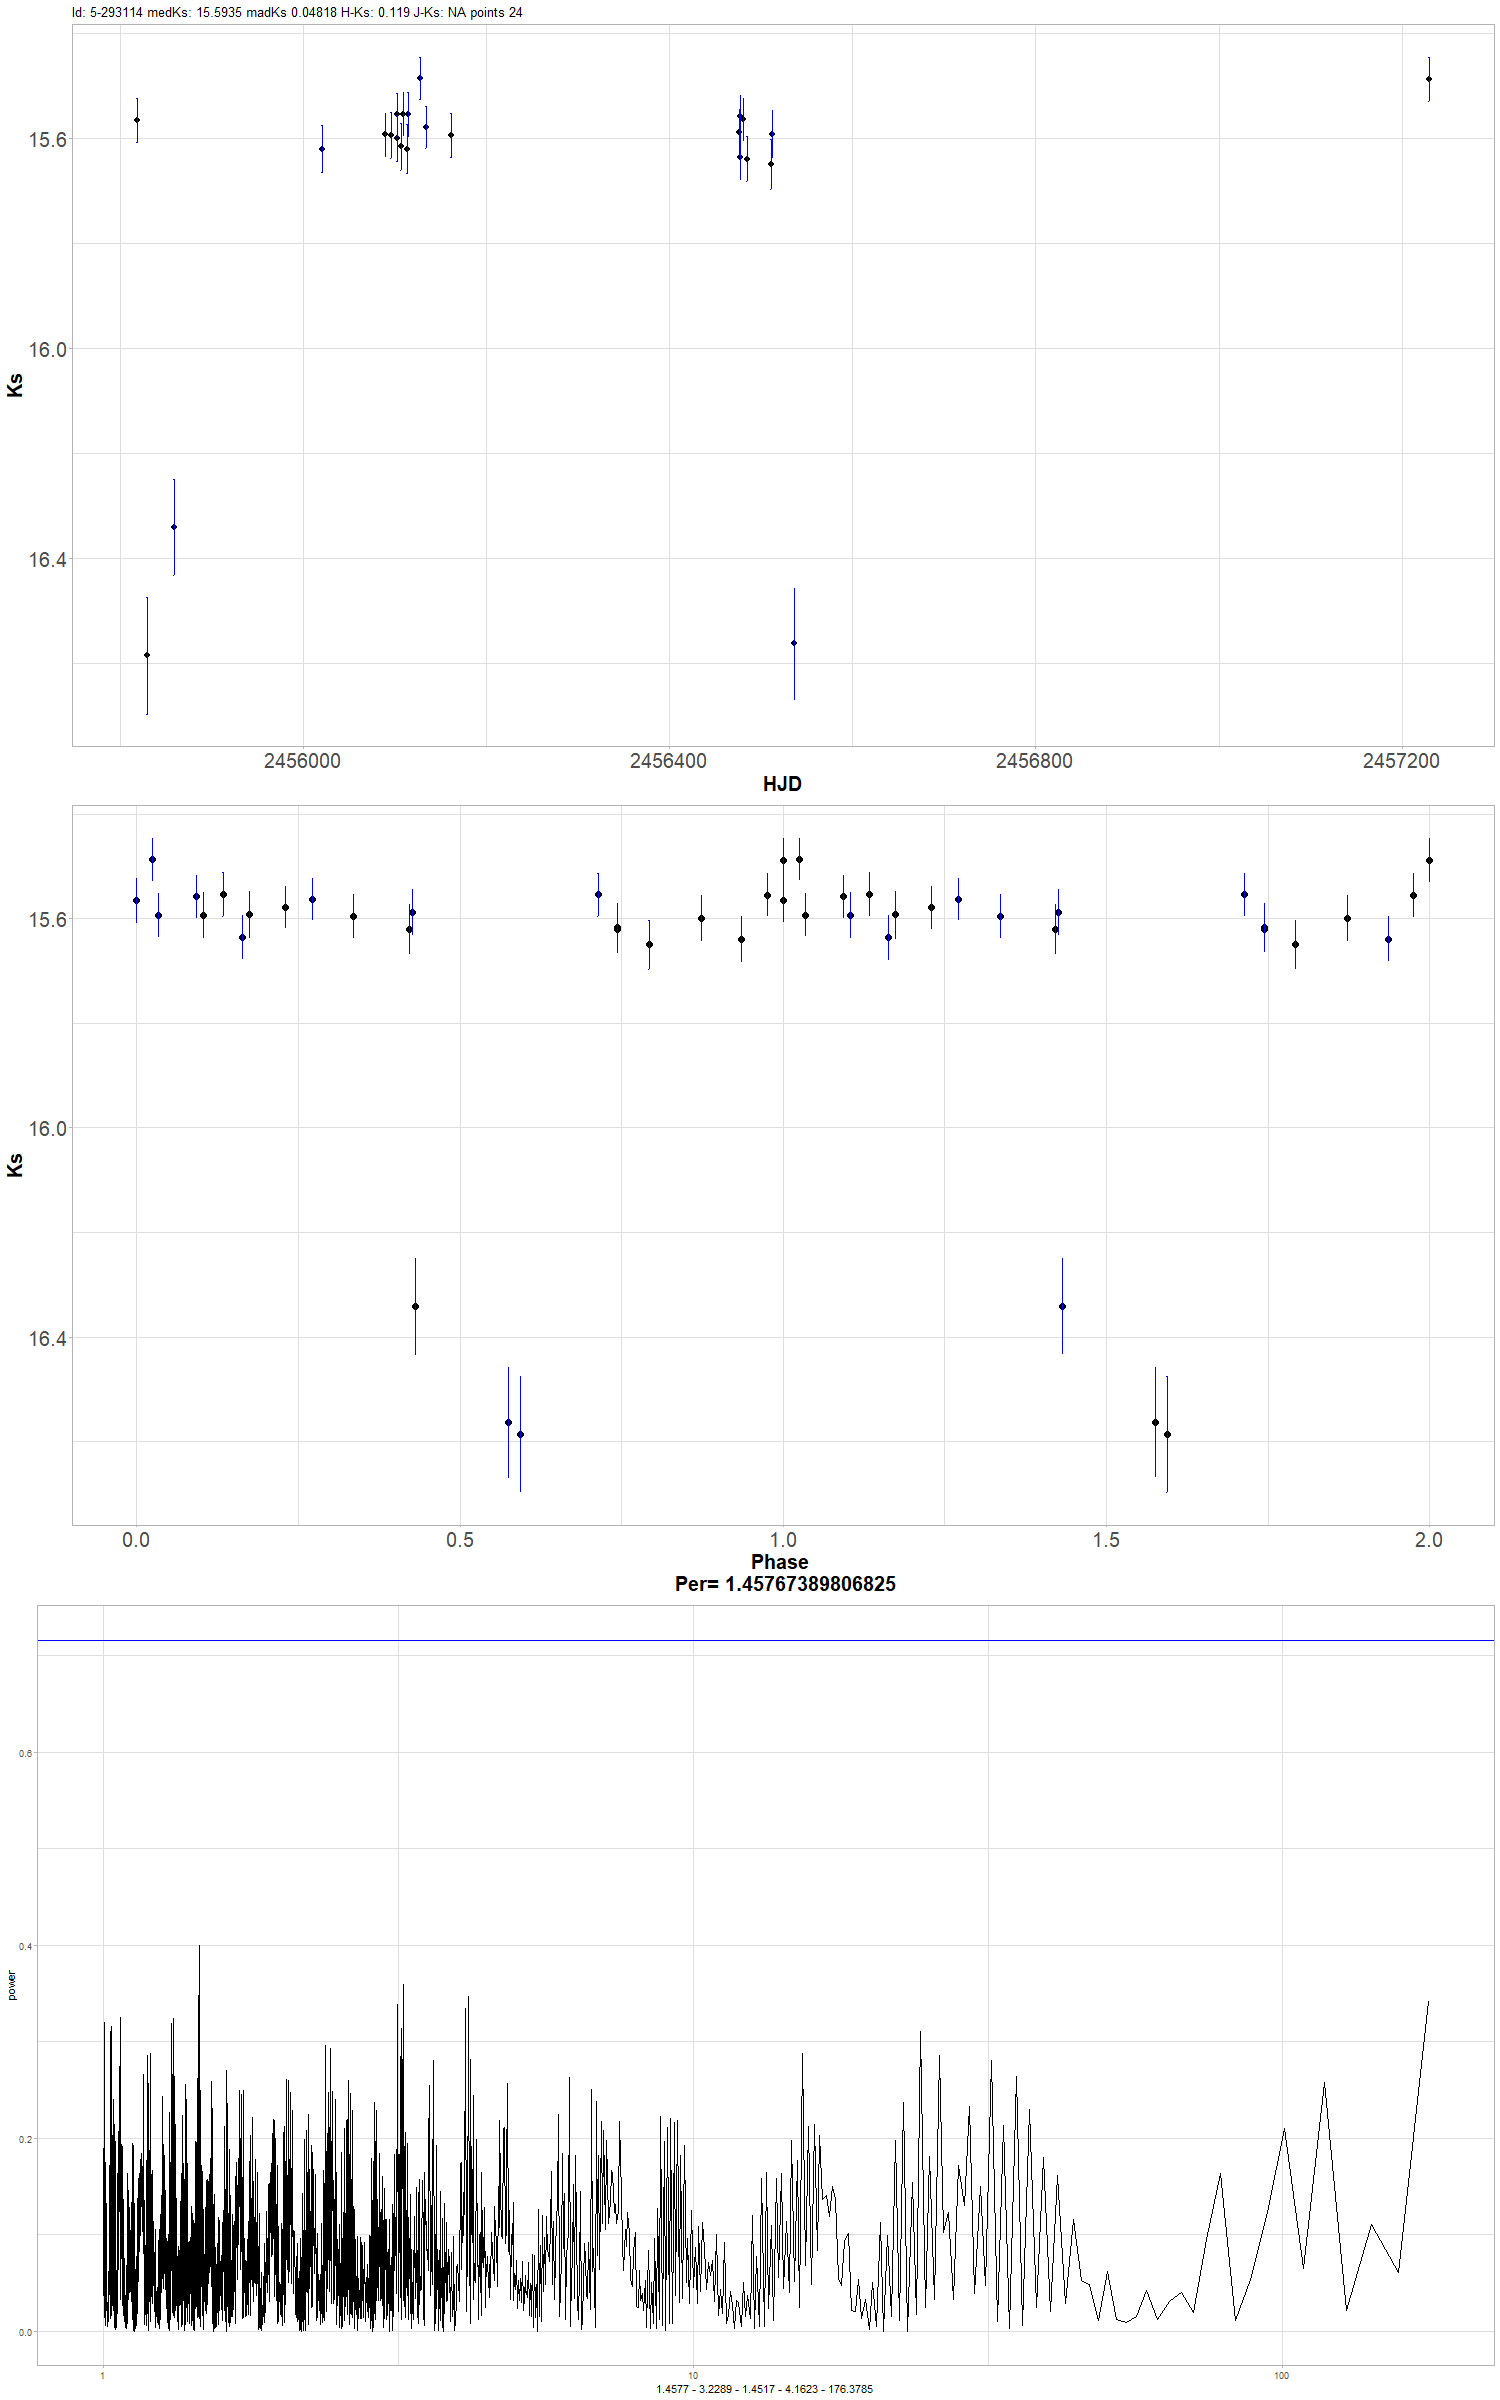 Id: 5-293114 medKs: 15.5935 madKs 0.04818 H-Ks: 0.119 J-Ks: NA points 24
15.6
16.0
16.4
Ks
2456000 2456400 2456800 2457200
HJD
15.6
16.0
16.4
Ks
0.0 0.5 1.0 1.5 2.0
Phase
Per= 1.45767389806825
0.6
0.4
0.2
0.0
power
1 10 100
1.4577 - 3.2289 - 1.4517 - 4.1623 - 176.3785